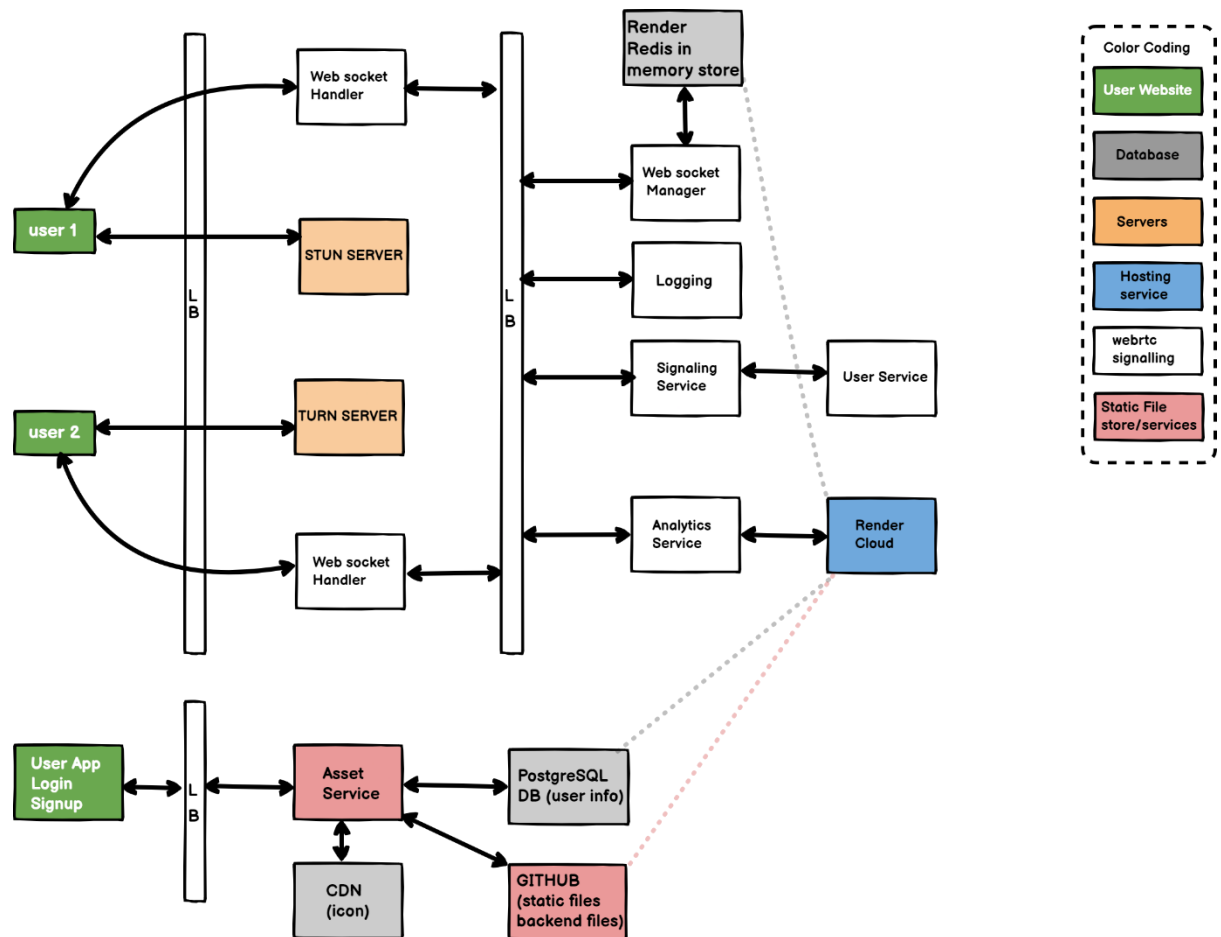 Render
Redis in
memory store
Color Coding
User Website
Database
Servers
Hosting
service
webrtc
signalling
Static File
store/services
Web socket
Handler
Web socket
Manager
user 1
STUN SERVER
L
B
L
B
Logging
Signaling
Service
User Service
user 2
TURN SERVER
Web socket
Handler
Analytics
Service
Render
Cloud
User App
Login
Signup
L
B
Asset
Service
PostgreSQL
DB (user info)
CDN
(icon)
GITHUB
(static files
backend files)